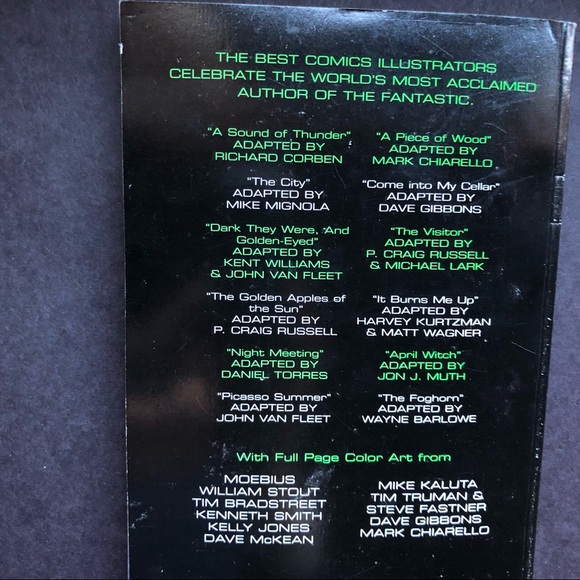 THE BEST COMICS ILLUSTRATORS
CELEBRATE THE WORLD'S MOST ACCLAIMED
AUTHOR OF THE FANTASTIC.
"A Sound of Thunder"
ADAPTED BY
RICHARD CORBEN
"A Piece of Wood"
ADAPTED BY
MARK CHIARELLO
"The City"
ADAPTED BY
MIKE MIGNOLA
"Come into My Cellar"
ADAPTED BY
DAVE GIBBONS
"Dark They Were, And
Golden-Eyed"
ADAPTED BY
KENT WILLIAMS
& JOHN VAN FLEET
"The Visitor"
ADAPTED BY
P. CRAIG RUSSELL
& MICHAEL LARK
"The Golden Apples of
the Sun"
ADAPTED BY
P. CRAIG RUSSELL
"It Burns Me Up"
ADAPTED BY
HARVEY KURTZMAN
& MATT WAGNER
"Night Meeting"
ADAPTED BY
DANIEL TORRES
"April Witch"
ADAPTED BY
JON J. MUTH
"Picasso Summer"
ADAPTED BY
JOHN VAN FLEET
"The Foghorn"
ADAPTED BY
WAYNE BARLOWE
With Full Page Color Art from
MOEBIUS
WILLIAM STOUT
TIM BRADSTREET
KENNETH SMITH
KELLY JONES
DAVE McKEAN
MIKE KALUTA
TIM TRUMAN &
STEVE FASTNER
DAVE GIBBONS
MARK CHIARELLO